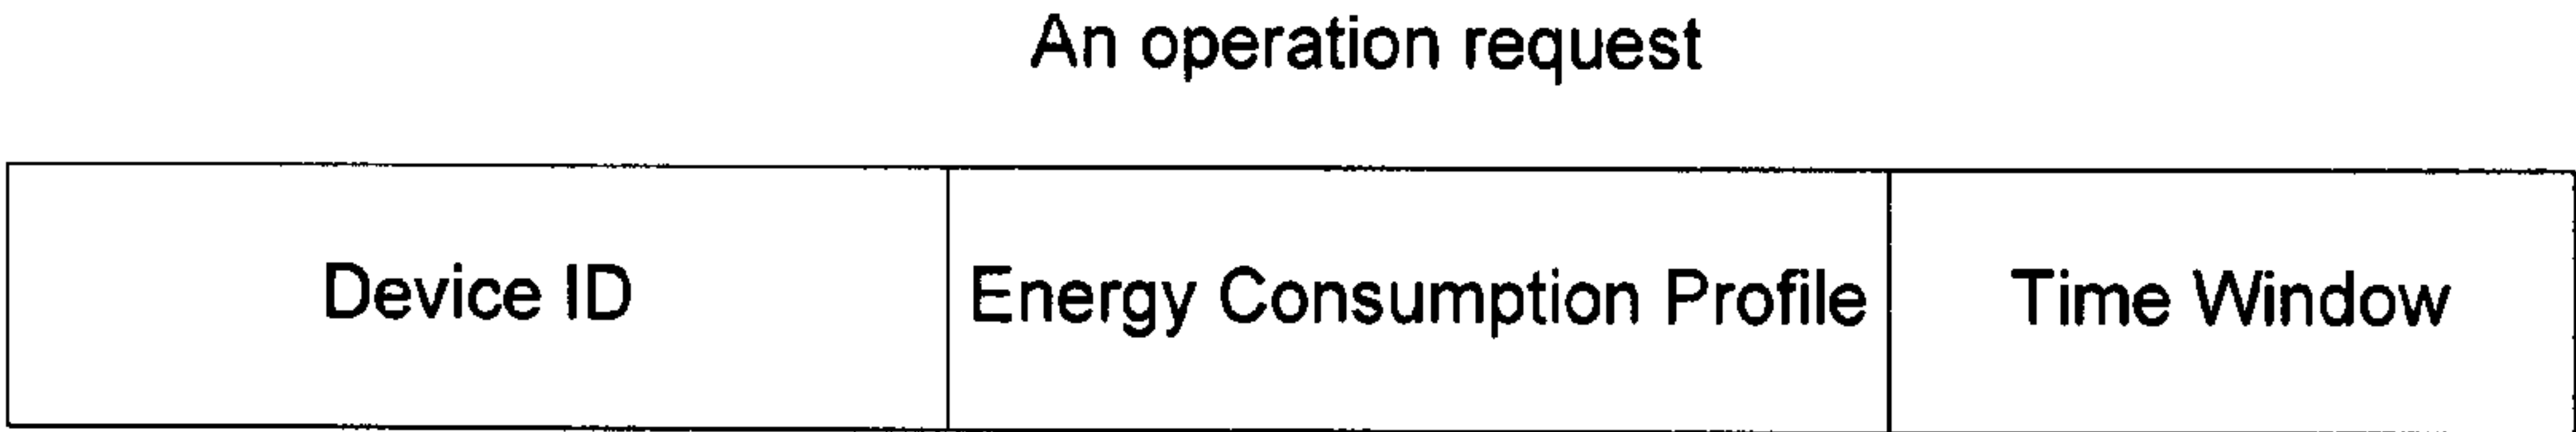 An operation request
Device ID Energy Consumption Profile Time Window